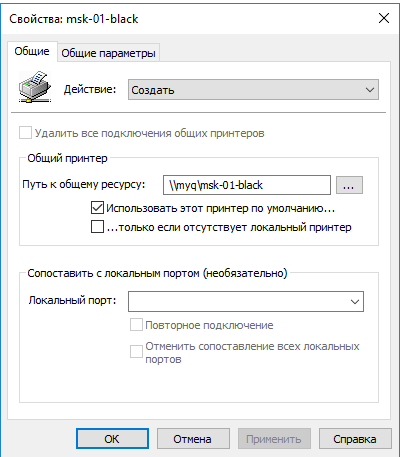 Свойства: msk-01-black
Общие
Общие параметры
Действие:
Создать
Удалить все подключения общих принтеров
Общий принтер
Путь к общему ресурсу:
\\myq\msk-01-black
...
Использовать этот принтер по умолчанию...
...только если отсутствует локальный принтер
Сопоставить с локальным портом (необязательно)
Локальный порт:
Повторное подключение
Отменить сопоставление всех локальных
портов
ОК
Отмена
Применить
Справка